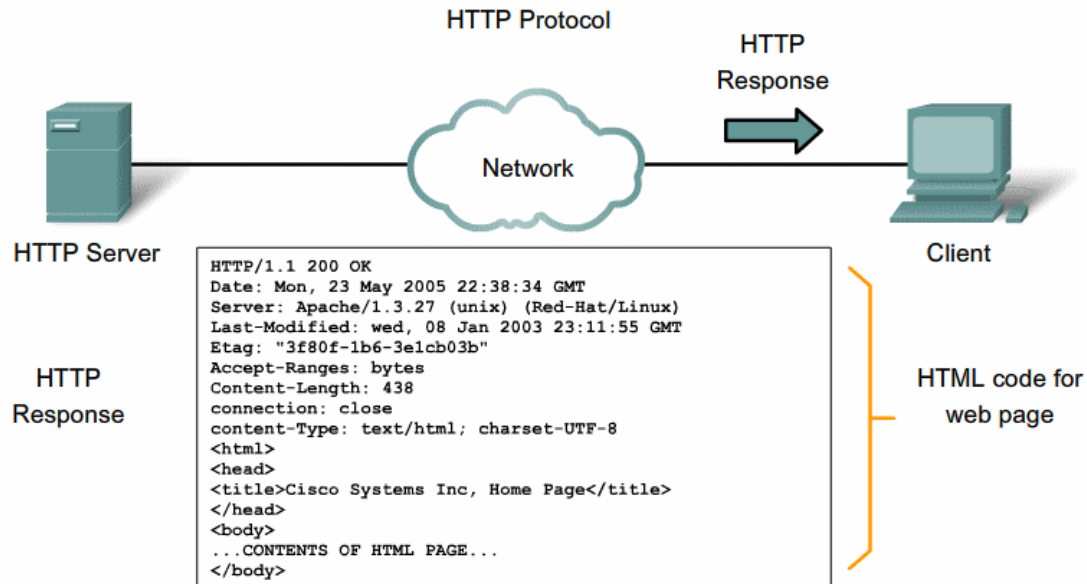 HTTP Protocol
HTTP
Response
Network
HTTP Server
Client
HTTP/1.1 200 OK
Date: Mon, 23 May 2005 22:38:34 GMT
Server: Apache/1.3.27 (unix) (Red-Hat/Linux)
Last-Modified: wed, 08 Jan 2003 23:11:55 GMT
Etag: "3f80f-1b6-3e1cb03b"
Accept-Ranges: bytes
Content-Length: 438
connection: close
content-Type: text/html; charset-UTF-8
<html>
<head>
<title>Cisco Systems Inc, Home Page</title>
</head>
<body>
...CONTENTS OF HTML PAGE...
</body>
HTTP
Response
HTML code for
web page